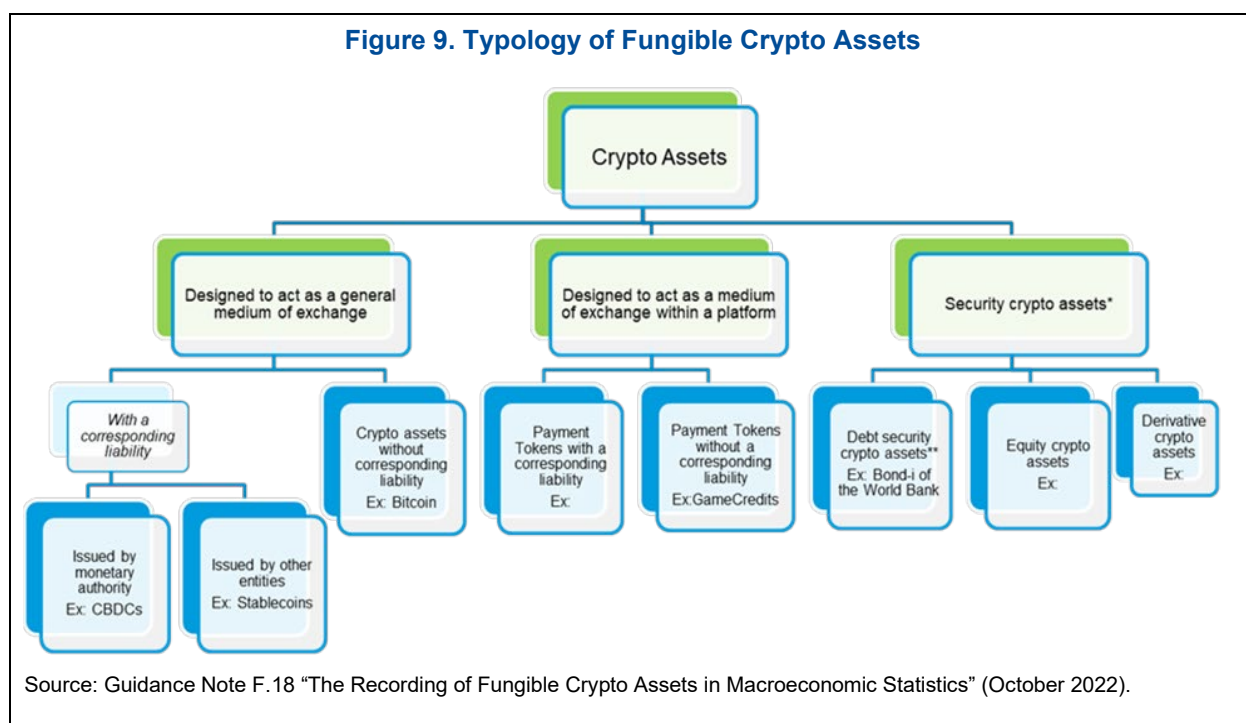 Figure 9. Typology of Fungible Crypto Assets
Crypto Assets
Designed to act as a general
medium of exchange
Designed to act as a medium
of exchange within a platform
Security crypto assets*
With a
corresponding
liability
Crypto assets
without
corresponding
liability
Ex: Bitcoin
Payment
Tokens with a
corresponding
liability
Ex:
Payment Tokens
without a
corresponding
liability
Ex:GameCredits
Debt security
crypto assets**
Ex: Bond-i of
the World Bank
Equity crypto
assets
Ex:
Derivative
crypto
assets
Ex:
Issued by
monetary
authority
Ex: CBDCs
Issued by other
entities
Ex: Stablecoins
Source: Guidance Note F.18 “The Recording of Fungible Crypto Assets in Macroeconomic Statistics” (October 2022).